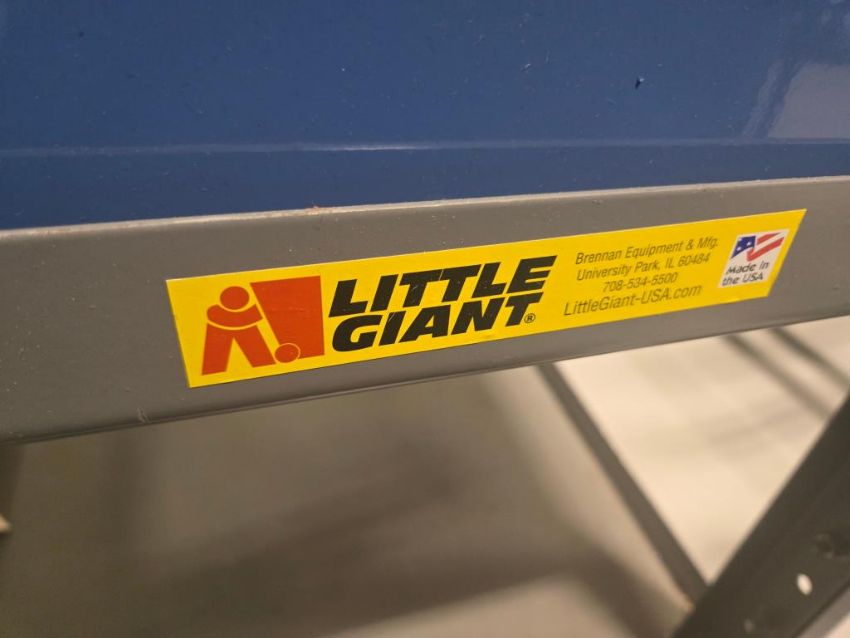 LITTLE
GIANT®
Brennan Equipment & Mfg.
University Park, IL 60484
708-534-5500
LittleGiant-USA.com
Made in
the USA